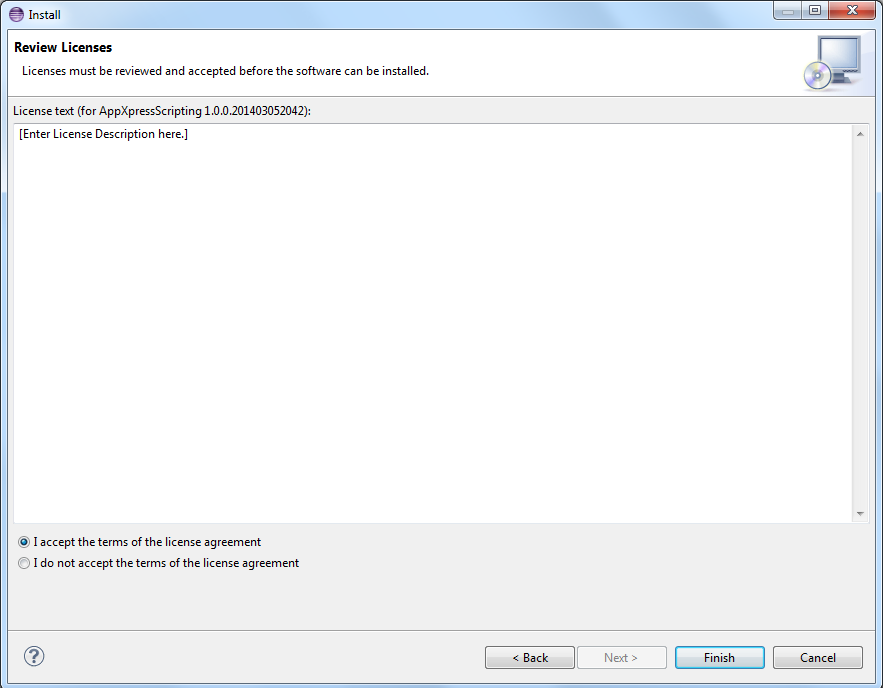 Install
Review Licenses
Licenses must be reviewed and accepted before the software can be installed.
License text (for AppXpressScripting 1.0.0.201403052042):
[Enter License Description here.]
I accept the terms of the license agreement
I do not accept the terms of the license agreement
? < Back Next > Finish Cancel